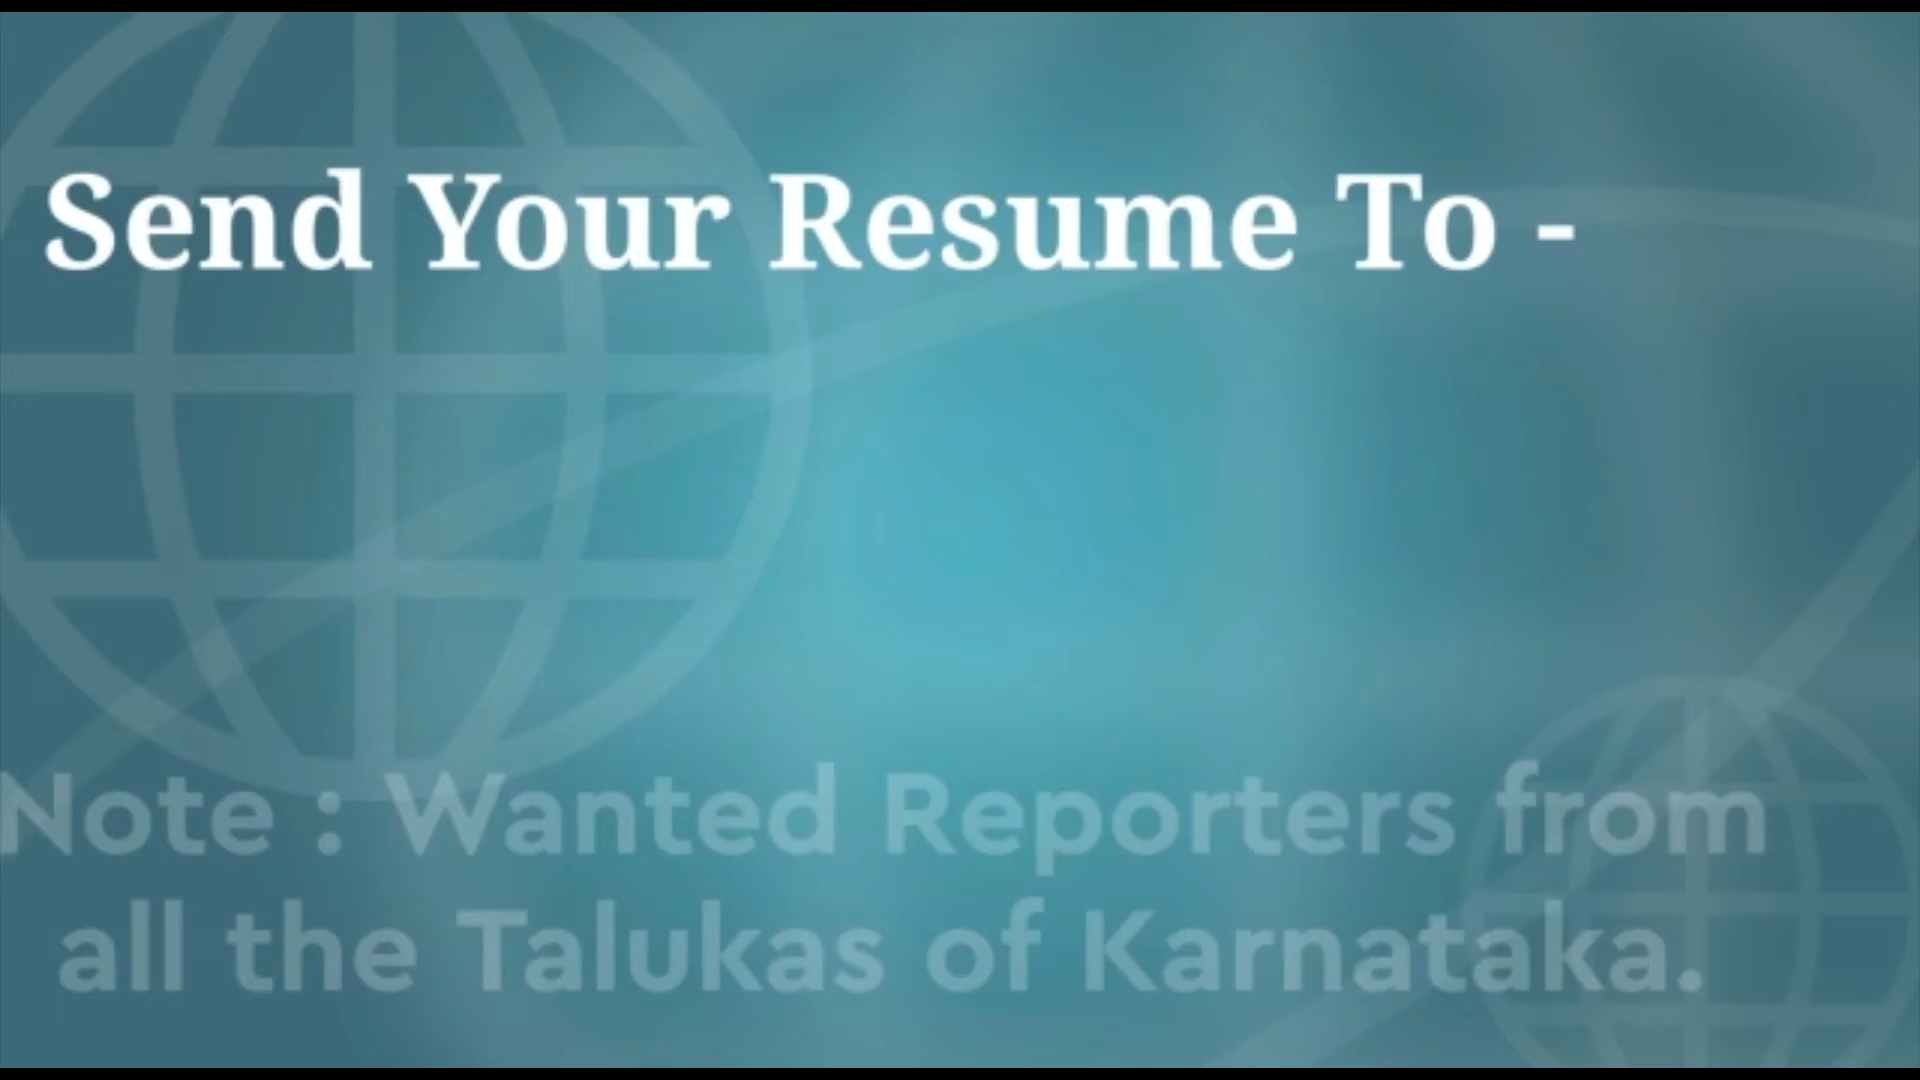 Send Your Resume To -
Note : Wanted Reporters from
all the Talukas of Karnataka.